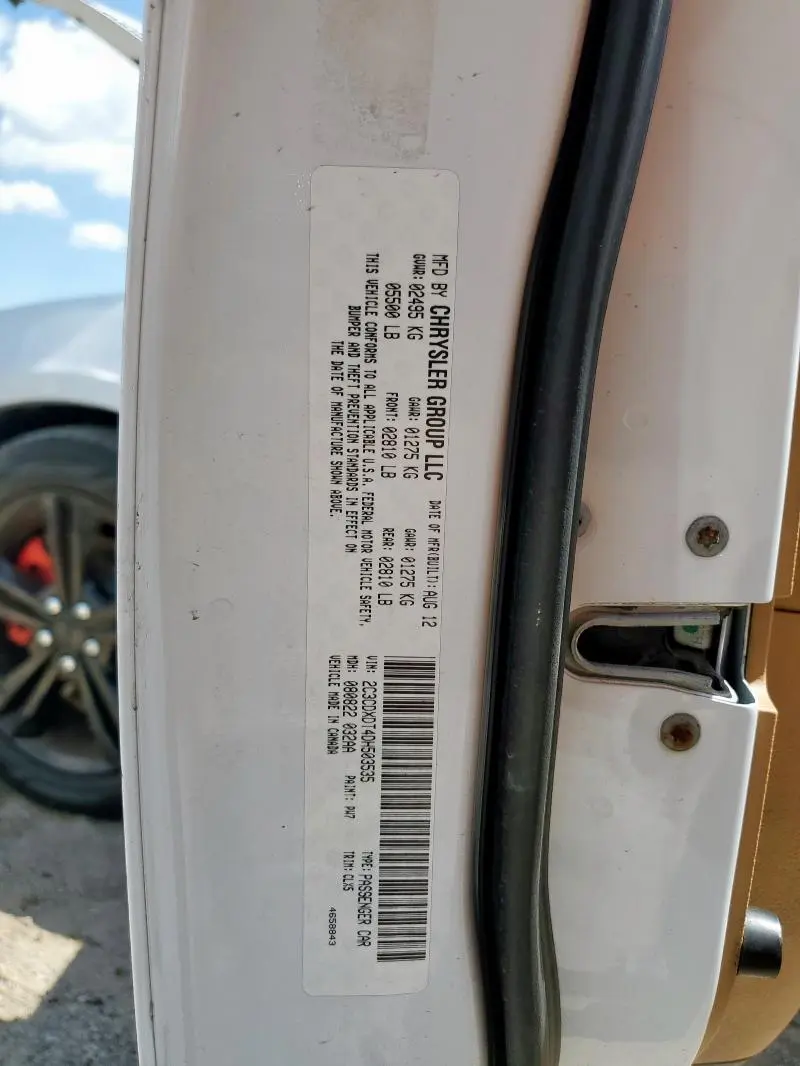 MFD BY CHRYSLER GROUP LLC DATE OF MFR(BUILT): AUG 12
GVWR: 02495 KG GAWR: 01275 KG GAWR: 01275 KG
05500 LB FRONT: 02810 LB REAR: 02810 LB
THIS VEHICLE CONFORMS TO ALL APPLICABLE U.S.A. FEDERAL MOTOR VEHICLE SAFETY,
BUMPER AND THEFT PREVENTION STANDARDS IN EFFECT ON
THE DATE OF MANUFACTURE SHOWN ABOVE.
VIN: 2C3CDXDT4DH503535 TYPE: PASSENGER CAR
MDH: 080822 032AA PAINT: PW7 TRIM: CLX5
VEHICLE MADE IN CANADA 4658843